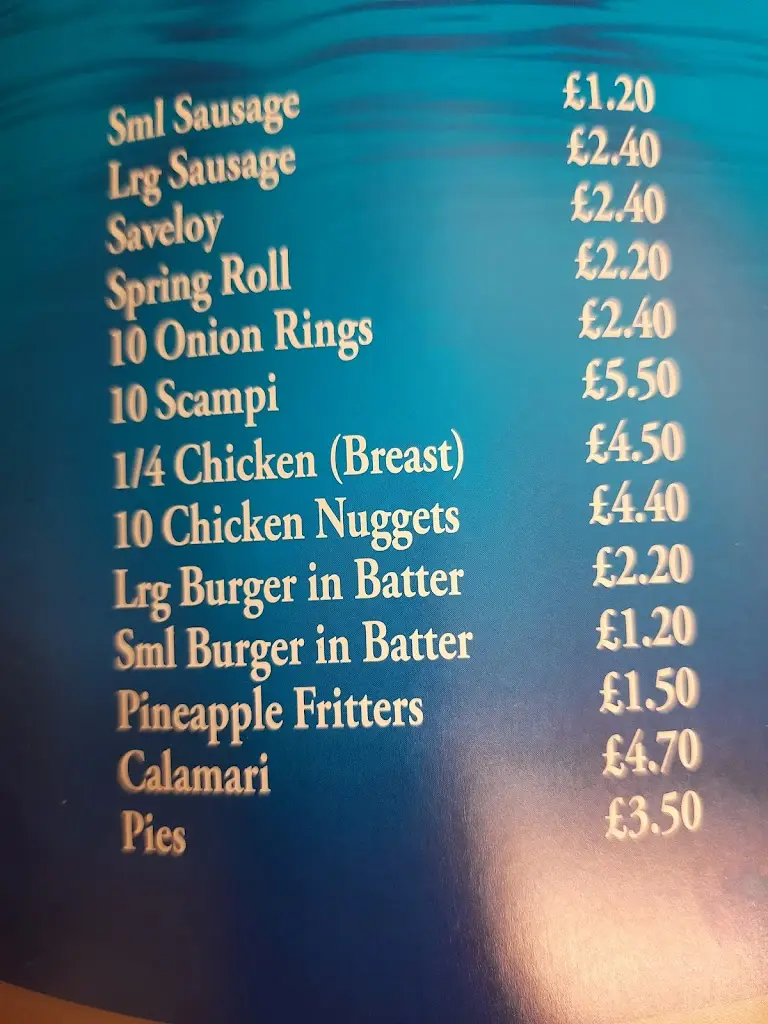 Sml Sausage £1.20
Lrg Sausage £2.40
Saveloy £2.40
Spring Roll £2.20
10 Onion Rings £2.40
10 Scampi £5.50
1/4 Chicken (Breast) £4.50
10 Chicken Nuggets £4.40
Lrg Burger in Batter £2.20
Sml Burger in Batter £1.20
Pineapple Fritters £1.50
Calamari £4.70
Pies £3.50